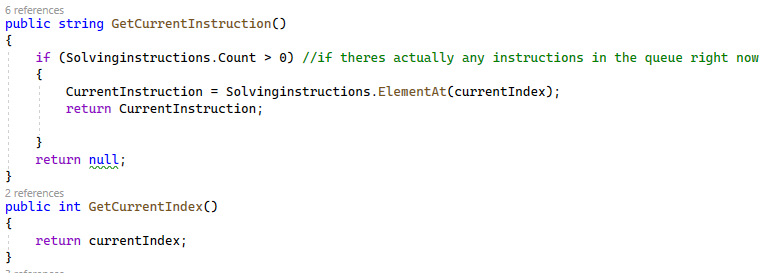 6 references
public string GetCurrentInstruction()
{
if (Solvinginstructions.Count > 0) //if theres actually any instructions in the queue right now
{
CurrentInstruction = Solvinginstructions.ElementAt(currentIndex);
return CurrentInstruction;
}
return null;
}
2 references
public int GetCurrentIndex()
{
return currentIndex;
}